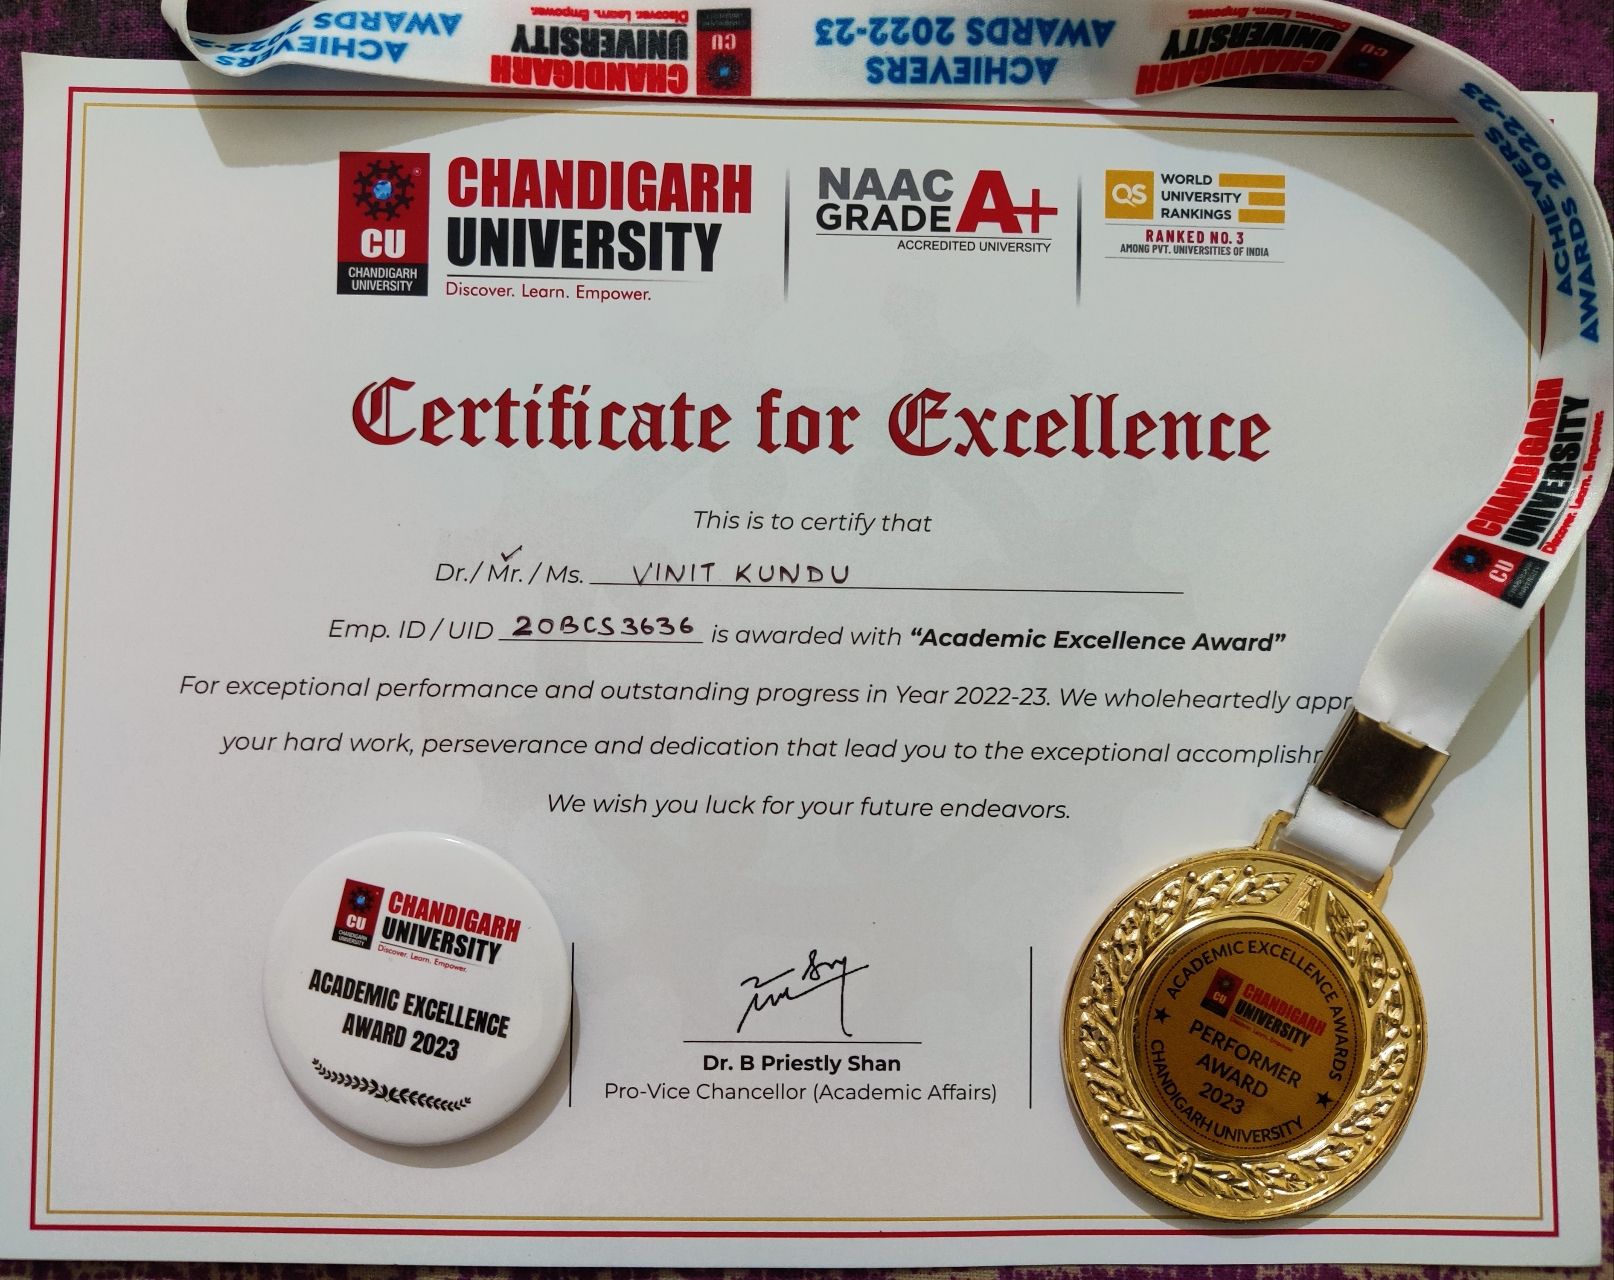 ACHIEVERS
AWARDS 2022-2
CHANDIGARH
UNIVERSITY
Discover. Learn. Empower.
CU
ACHIEVERS
AWARDS 2022-23
CHANDIGARH
UNIVERSITY
Discover. Learn. Empower.
CU
ACHIEVERS
AWARDS 2022-23
CHANDIGARH
UNIVERSITY
Discover. Learn. Empower.
CU
CU
CHANDIGARH
UNIVERSITY
CHANDIGARH
UNIVERSITY
Discover. Learn. Empower.
NAAC
GRADE A+
ACCREDITED UNIVERSITY
QS WORLD
UNIVERSITY
RANKINGS
RANKED NO. 3
AMONG PVT. UNIVERSITIES OF INDIA
Certificate for Excellence
This is to certify that
Dr./Mr./Ms. VINIT KUNDU
Emp. ID / UID 20BCS3636 is awarded with “Academic Excellence Award”
For exceptional performance and outstanding progress in Year 2022-23. We wholeheartedly appr
your hard work, perseverance and dedication that lead you to the exceptional accomplish
We wish you luck for your future endeavors.
CU
CHANDIGARH
UNIVERSITY
CHANDIGARH
UNIVERSITY
Discover. Learn. Empower.
ACADEMIC EXCELLENCE
AWARD 2023
Dr. B Priestly Shan
Pro-Vice Chancellor (Academic Affairs)
ACADEMIC EXCELLENCE AWARDS
CU
CHANDIGARH
UNIVERSITY
PERFORMER
AWARD
2023
CHANDIGARH UNIVERSITY